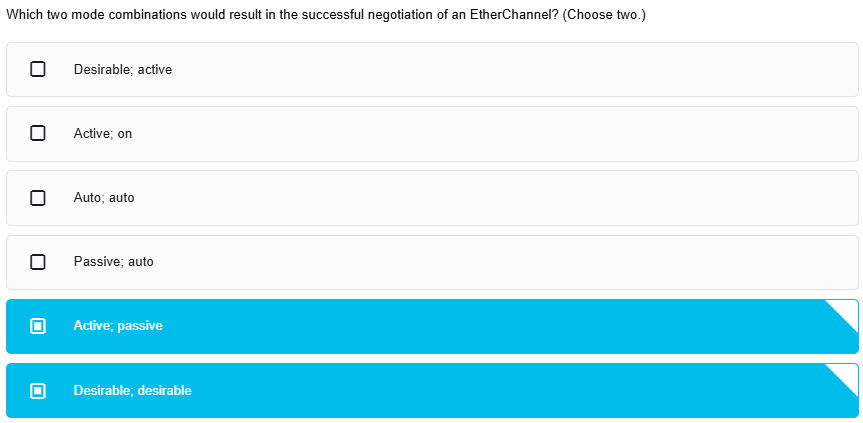 Which two mode combinations would result in the successful negotiation of an EtherChannel? (Choose two.)
Desirable; active
Active; on
Auto; auto
Passive; auto
Active; passive
Desirable; desirable